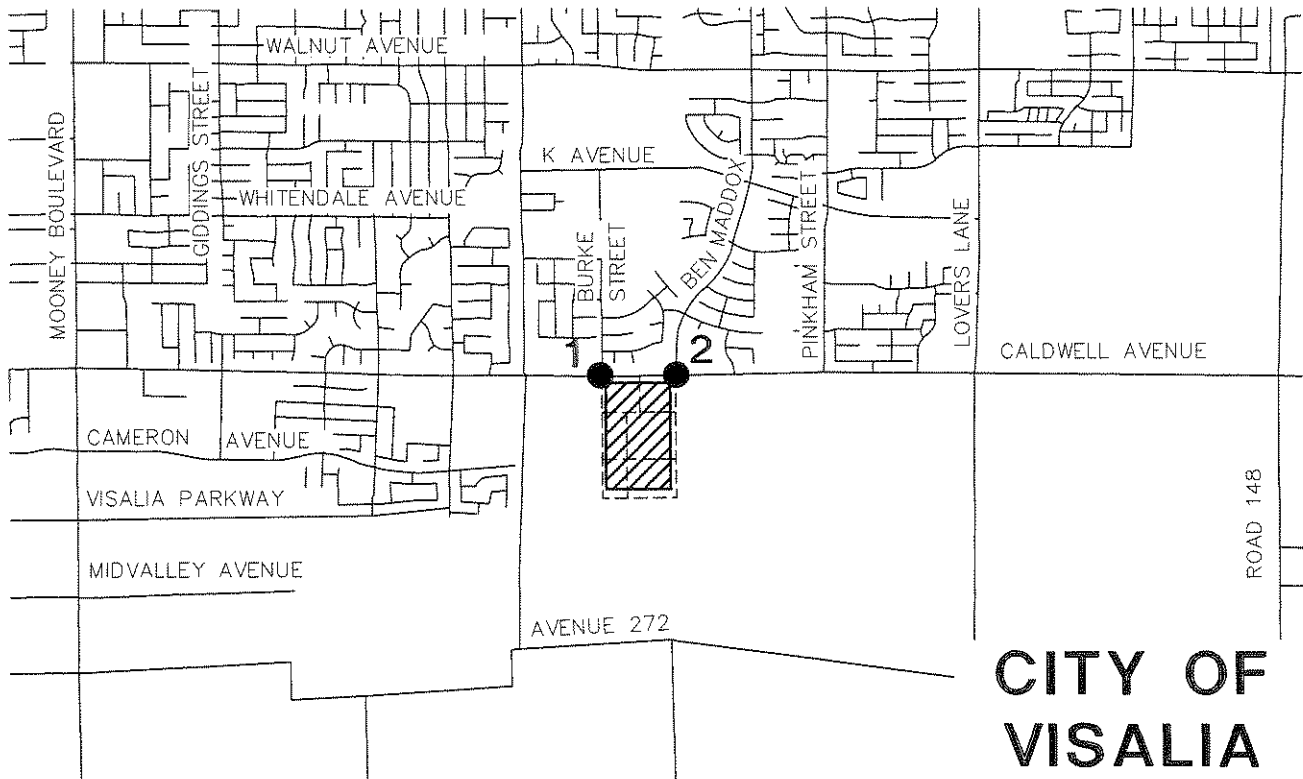 WALNUT AVENUE
MOONEY BOULEVARD
GIDDINGS STREET
K AVENUE
WHITENDALE AVENUE
BURKE
STREET
BEN MADDOX
PINKHAM STREET
LOVERS LANE
1
2
CALDWELL AVENUE
CAMERON AVENUE
VISALIA PARKWAY
ROAD 148
MIDVALLEY AVENUE
AVENUE 272
CITY OF
VISALIA